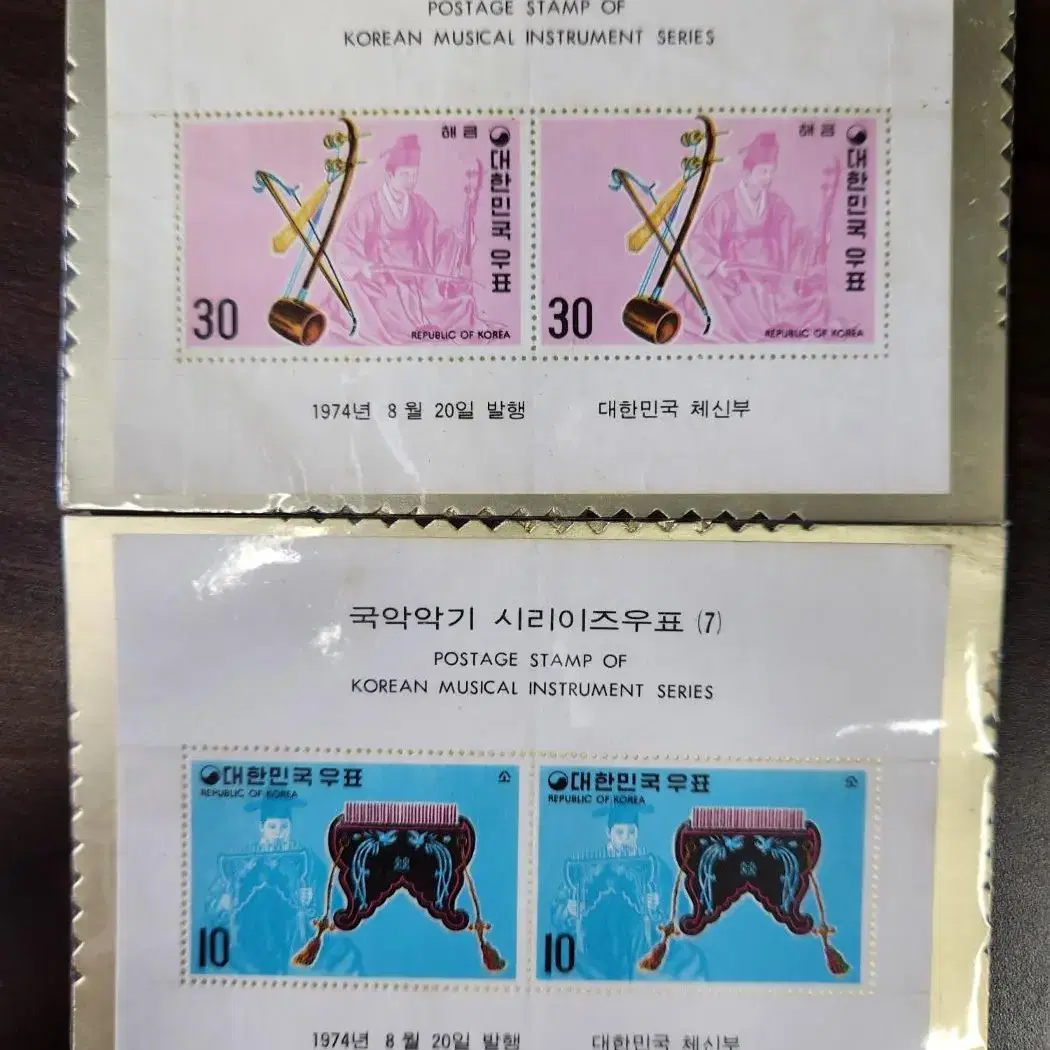 POSTAGE STAMP OF
KOREAN MUSICAL INSTRUMENT SERIES
해금
대한민국 우표
30
REPUBLIC OF KOREA
해금
대한민국 우표
30
REPUBLIC OF KOREA
1974년 8월 20일 발행 대한민국 체신부
국악악기 시리이즈우표 (7)
POSTAGE STAMP OF
KOREAN MUSICAL INSTRUMENT SERIES
대한민국우표 소
REPUBLIC OF KOREA
10
대한민국우표 소
REPUBLIC OF KOREA
10
1974년 8월 20일 발행 대한민국 체신부